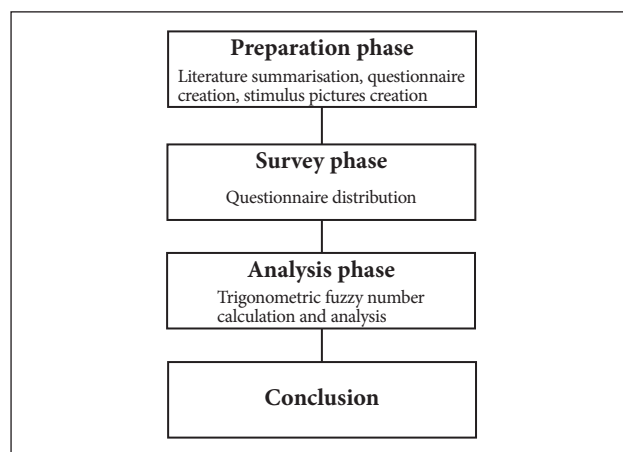 Preparation phase
Literature summarisation, questionnaire
creation, stimulus pictures creation
Survey phase
Questionnaire distribution
Analysis phase
Trigonometric fuzzy number
calculation and analysis
Conclusion